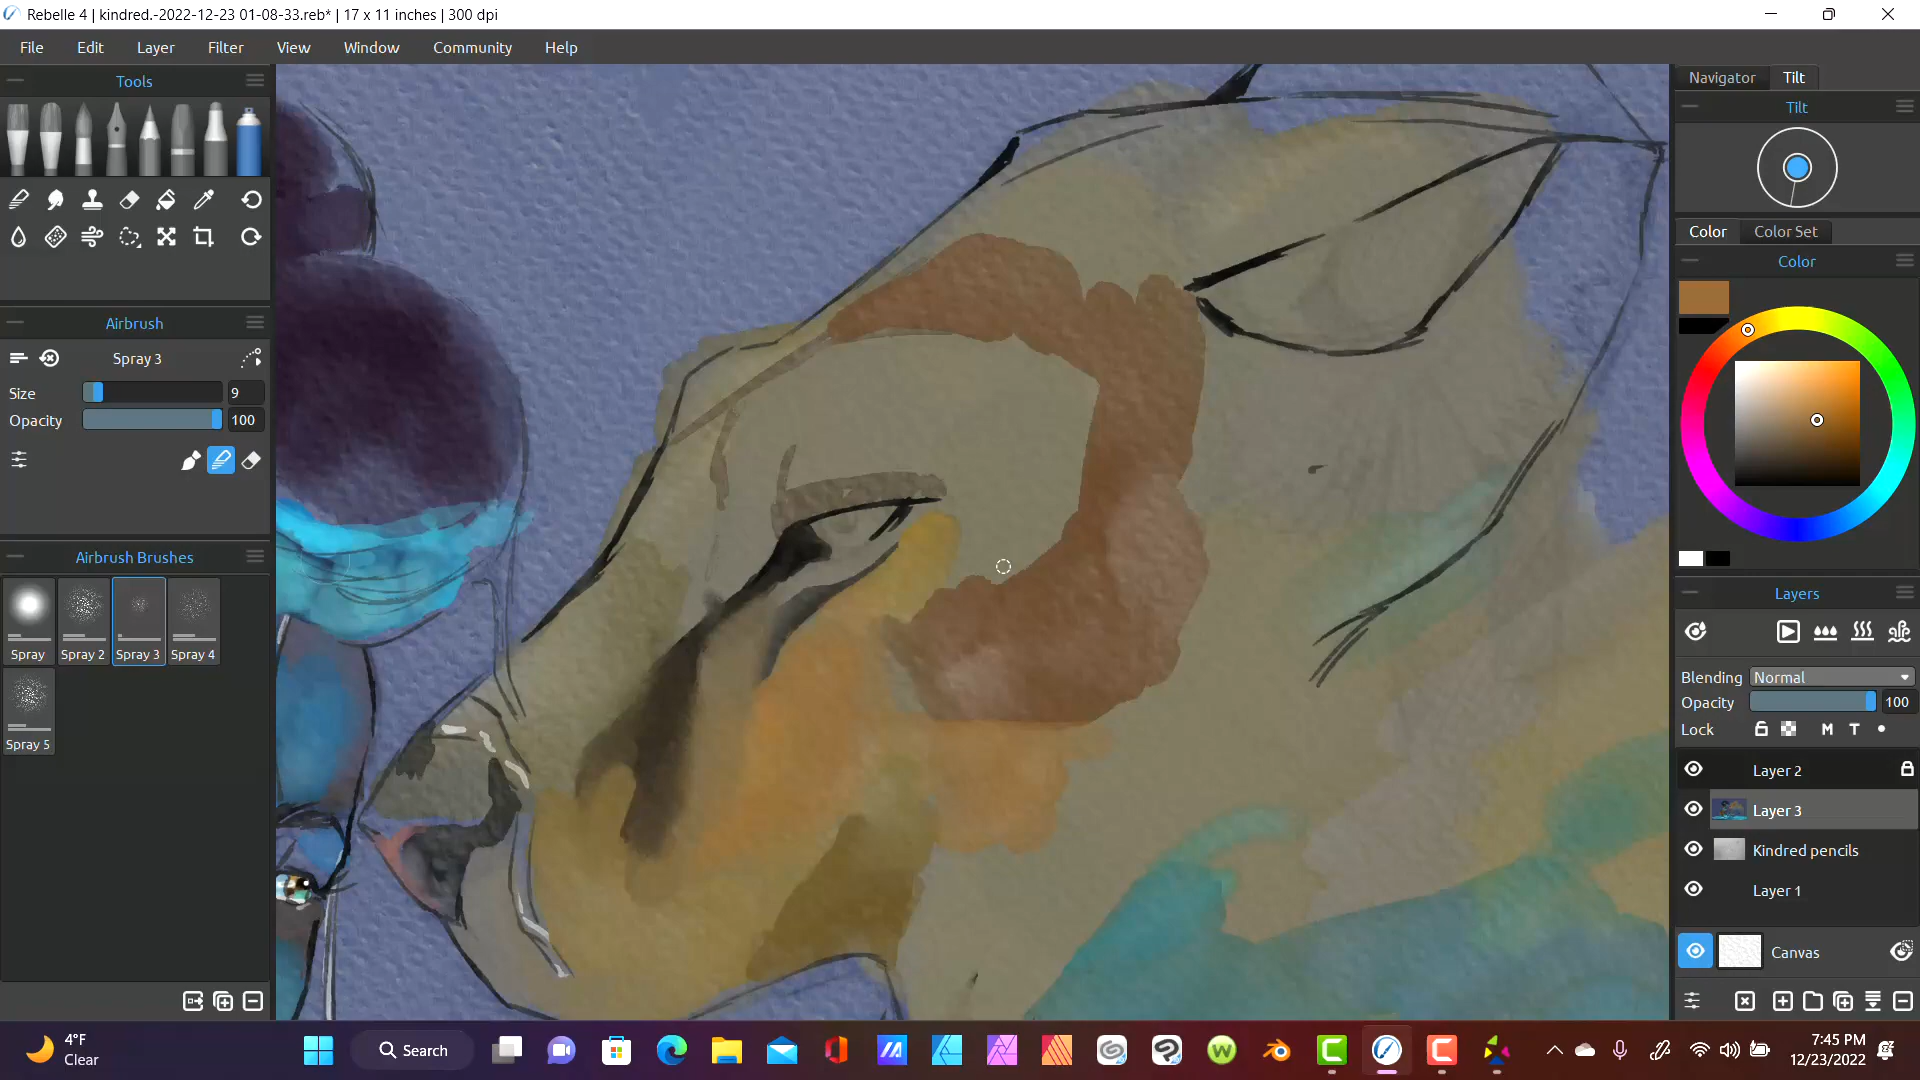 Rebelle 4 | kindred.-2022-12-23 01-08-33.reb* | 17 x 11 inches | 300 dpi
File Edit Layer Filter View Window Community Help
Tools
Airbrush
Spray 3
Size 9
Opacity 100
Airbrush Brushes
Spray Spray 2 Spray 3 Spray 4
Spray 5
Navigator Tilt
Tilt
Color Color Set
Color
Layers
Blending Normal
Opacity 100
Lock M T
Layer 2
Layer 3
Kindred pencils
Layer 1
Canvas
4°F
Clear
Search
7:45 PM
12/23/2022